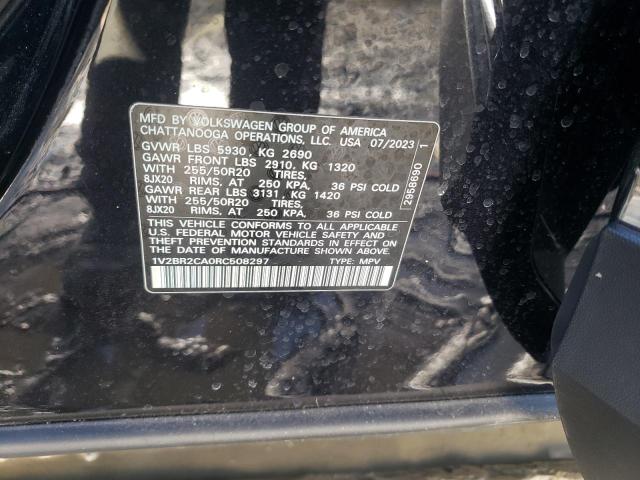 MFD BY VOLKSWAGEN GROUP OF AMERICA
CHATTANOOGA OPERATIONS, LLC. USA 07/2023
GVWR LBS 5930, KG 2690
GAWR FRONT LBS 2910, KG 1320
WITH 255/50R20 TIRES,
8JX20 RIMS, AT 250 KPA. 36 PSI COLD
GAWR REAR LBS 3131, KG 1420
WITH 255/50R20 TIRES,
8JX20 RIMS, AT 250 KPA. 36 PSI COLD
THIS VEHICLE CONFORMS TO ALL APPLICABLE
U.S. FEDERAL MOTOR VEHICLE SAFETY AND
THEFT PREVENTION STANDARDS IN EFFECT ON
THE DATE OF MANUFACTURE SHOWN ABOVE.
1V2BR2CA0RC508297 TYPE: MPV
2958690 1